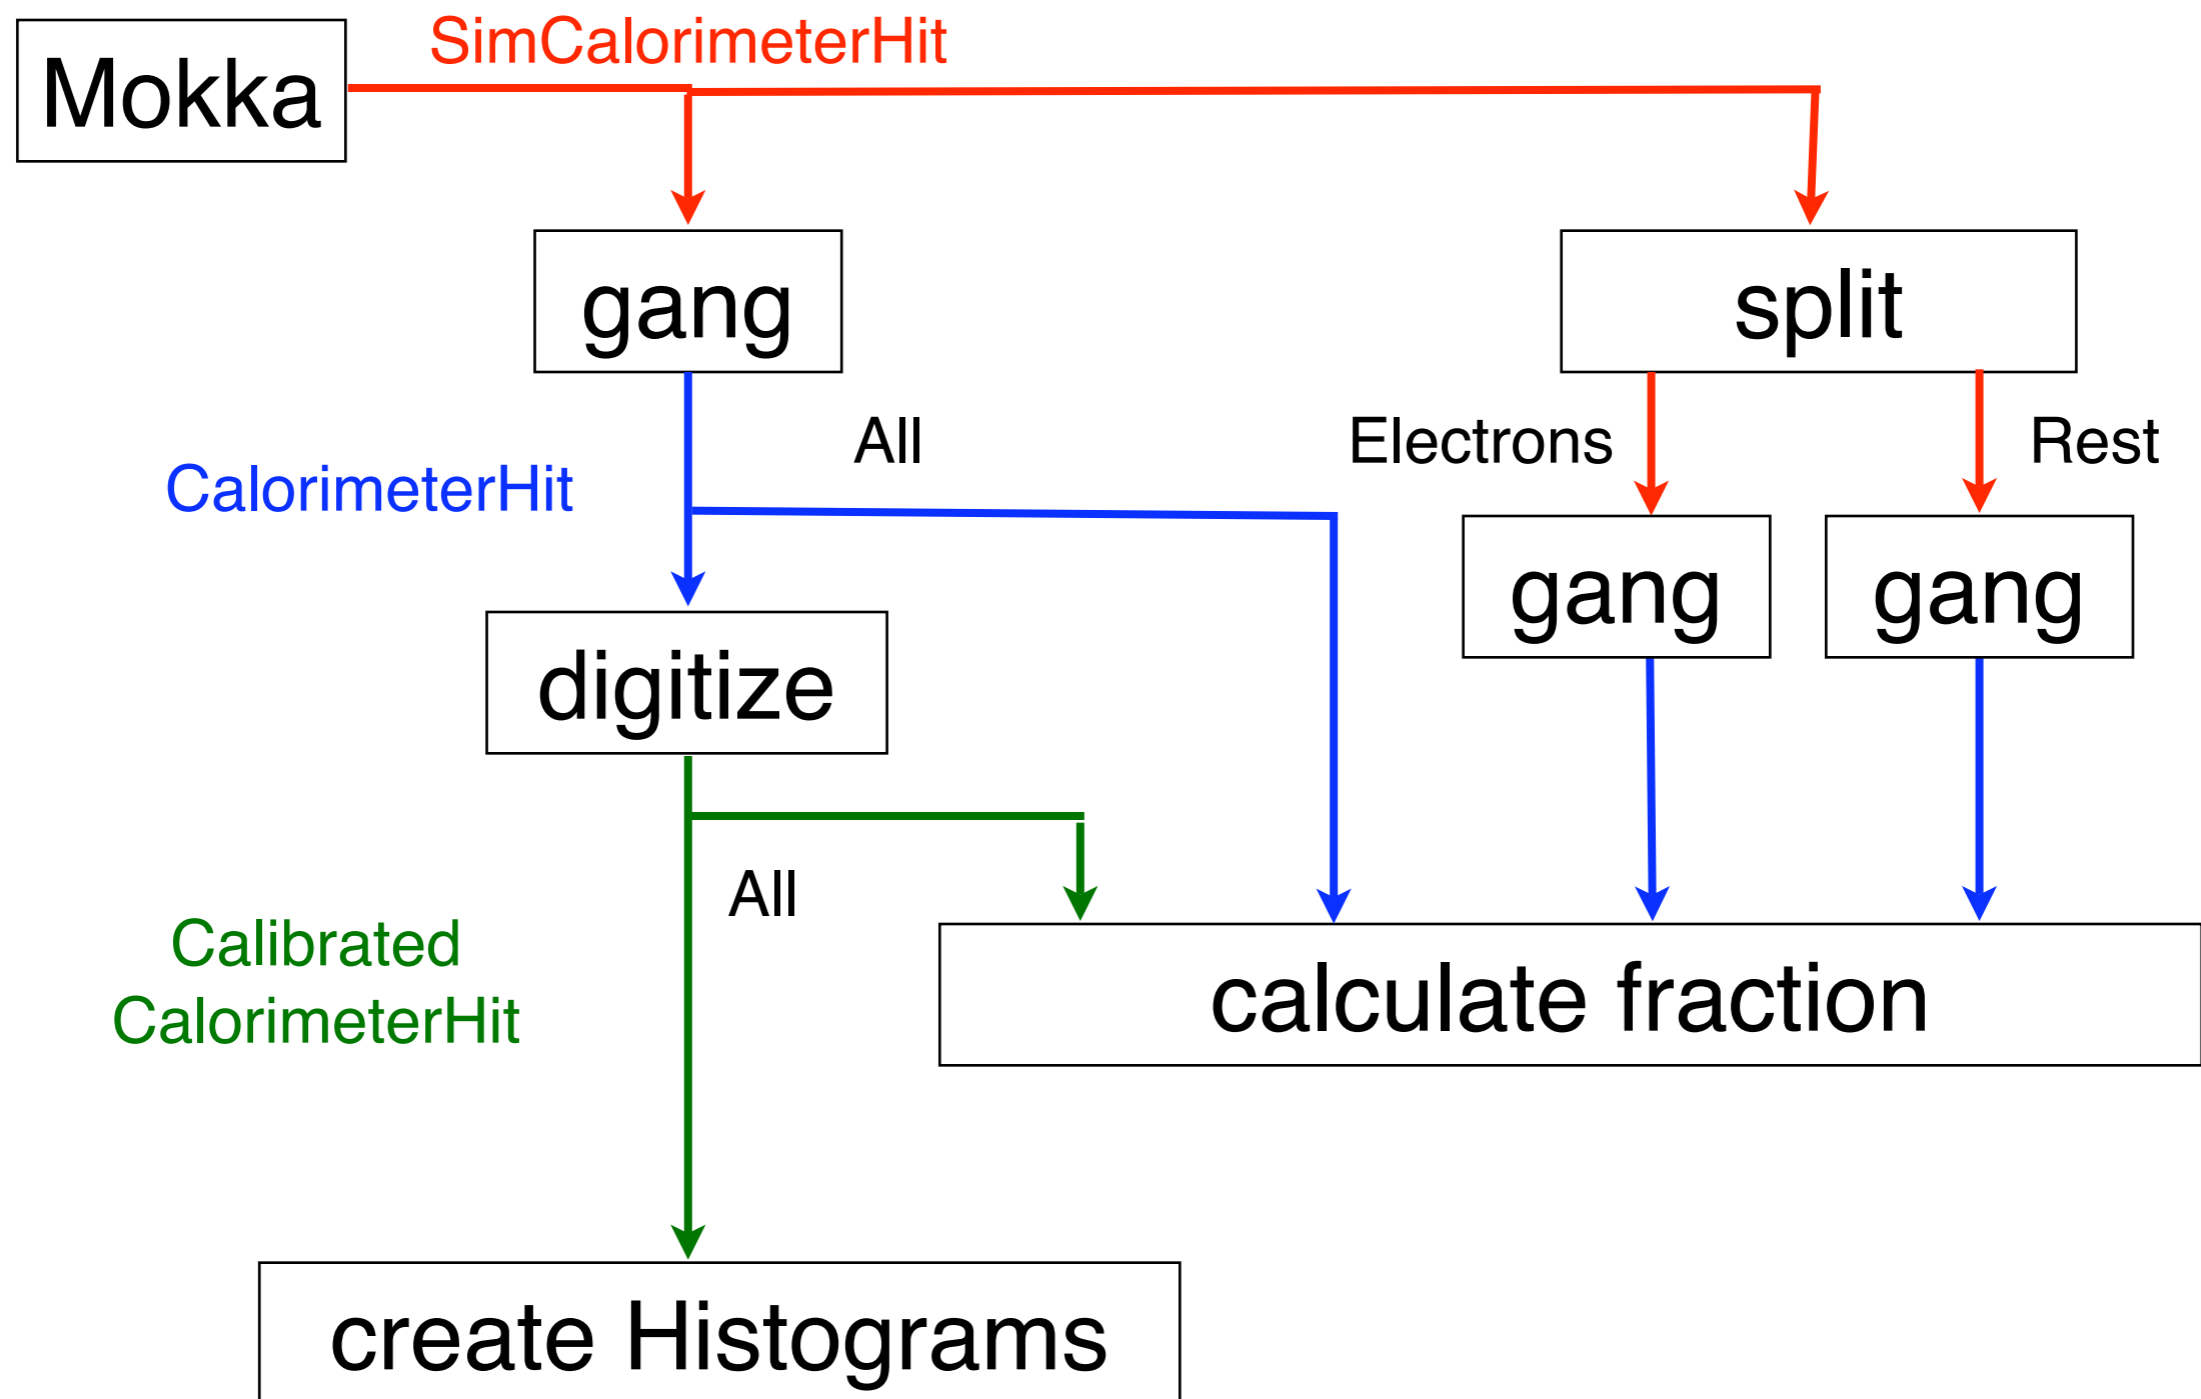 SimCalorimeterHit
Mokka
gang
split
All
Electrons
Rest
CalorimeterHit
gang
gang
digitize
All
Calibrated
CalorimeterHit
calculate fraction
create Histograms